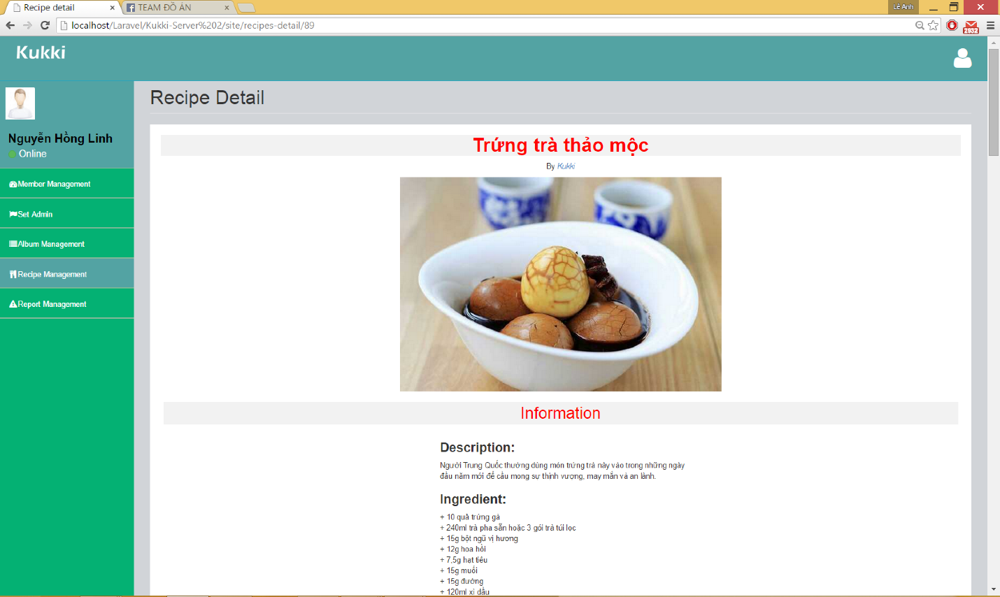 Recipe detail
TEAM ĐỒ ÁN
Lê Anh
localhost/Laravel/Kukki-Server%202/site/recipes-detail/89
2932
Kukki
Nguyễn Hồng Linh
Online
Member Management
Set Admin
Album Management
Recipe Management
Report Management
Recipe Detail
Trứng trà thảo mộc
By Kukki
Information
Description:
Người Trung Quốc thường dùng món trứng trà này vào trong những ngày
đầu năm mới để cầu mong sự thịnh vượng, may mắn và an lành.
Ingredient:
+ 10 quả trứng gà
+ 240ml trà pha sẵn hoặc 3 gói trà túi lọc
+ 15g bột ngũ vị hương
+ 12g hoa hồi
+ 7,5g hạt tiêu
+ 15g muối
+ 15g đường
+ 120ml xì dầu